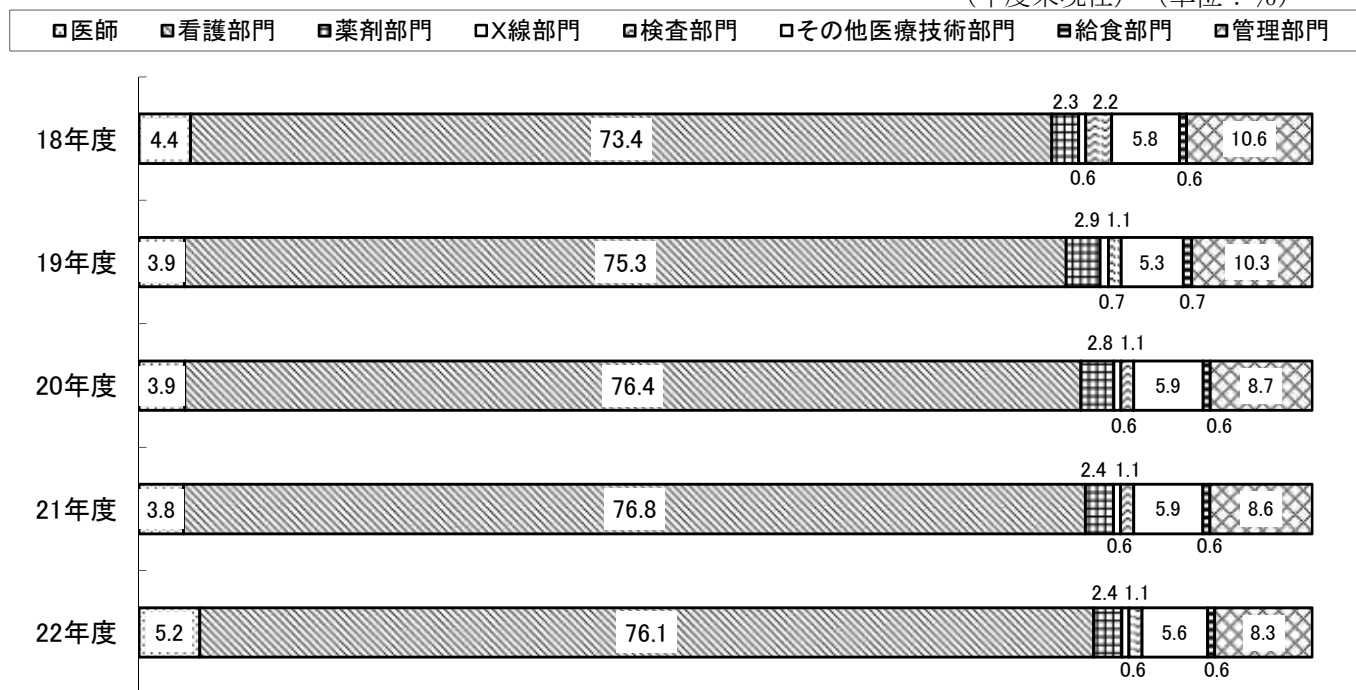 (年度末現在) (単位:%)
医師 看護部門 薬剤部門 X線部門 検査部門 その他医療技術部門 給食部門 管理部門
2.3 2.2
18年度 4.4 73.4 5.8 10.6
0.6 0.6
2.9 1.1
19年度 3.9 75.3 5.3 10.3
0.7 0.7
2.8 1.1
20年度 3.9 76.4 5.9 8.7
0.6 0.6
2.4 1.1
21年度 3.8 76.8 5.9 8.6
0.6 0.6
2.4 1.1
22年度 5.2 76.1 5.6 8.3
0.6 0.6